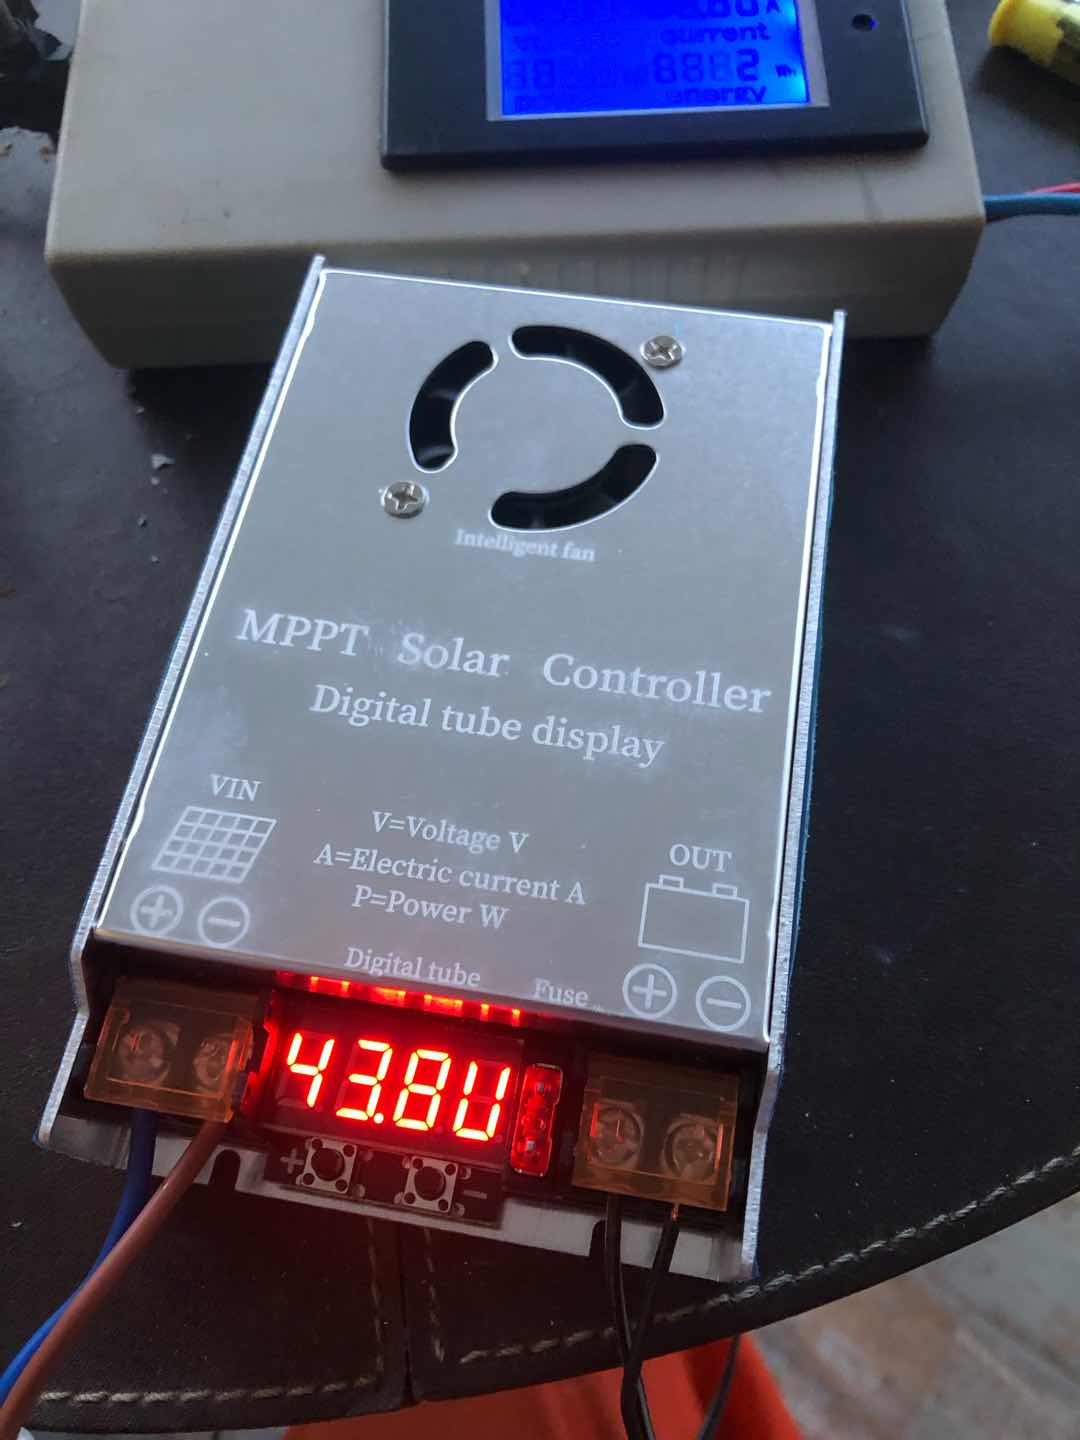 current
energy
Intelligent fan
MPPT Solar Controller
Digital tube display
VIN
V=Voltage V
A=Electric current A
P=Power W
OUT
Digital tube
Fuse
+ −
+ −
43.8U
+ −